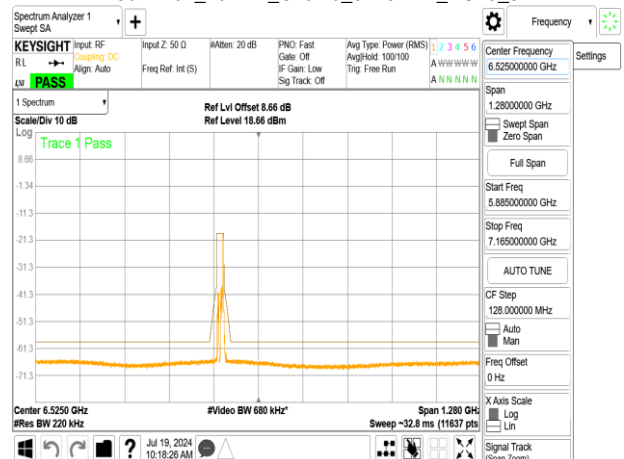 Spectrum Analyzer 1
Swept SA
Frequency
Settings
KEYSIGHT
RL
PASS
Input: RF
Coupling: DC
Align: Auto
Input Z: 50 Ω
Freq Ref: Int (S)
#Atten: 20 dB
PNO: Fast
Gate: Off
IF Gain: Low
Sig Track: Off
Avg Type: Power (RMS)
Avg|Hold: 100/100
Trig: Free Run
1 2 3 4 5 6
A W W W W W
A N N N N N
1 Spectrum
Scale/Div 10 dB
Ref Lvl Offset 8.66 dB
Ref Level 18.66 dBm
Log
Trace 1 Pass
8.66
-1.34
-11.3
-21.3
-31.3
-41.3
-51.3
-61.3
-71.3
Center 6.5250 GHz
#Res BW 220 kHz
#Video BW 680 kHz*
Span 1.280 GHz
Sweep ~32.8 ms (11637 pts
Center Frequency
6.525000000 GHz
Span
1.28000000 GHz
Swept Span
Zero Span
Full Span
Start Freq
5.885000000 GHz
Stop Freq
7.165000000 GHz
AUTO TUNE
CF Step
128.000000 MHz
Auto
Man
Freq Offset
0 Hz
X Axis Scale
Log
Lin
Signal Track
(Span Zoom)
Jul 19, 2024
10:18:26 AM